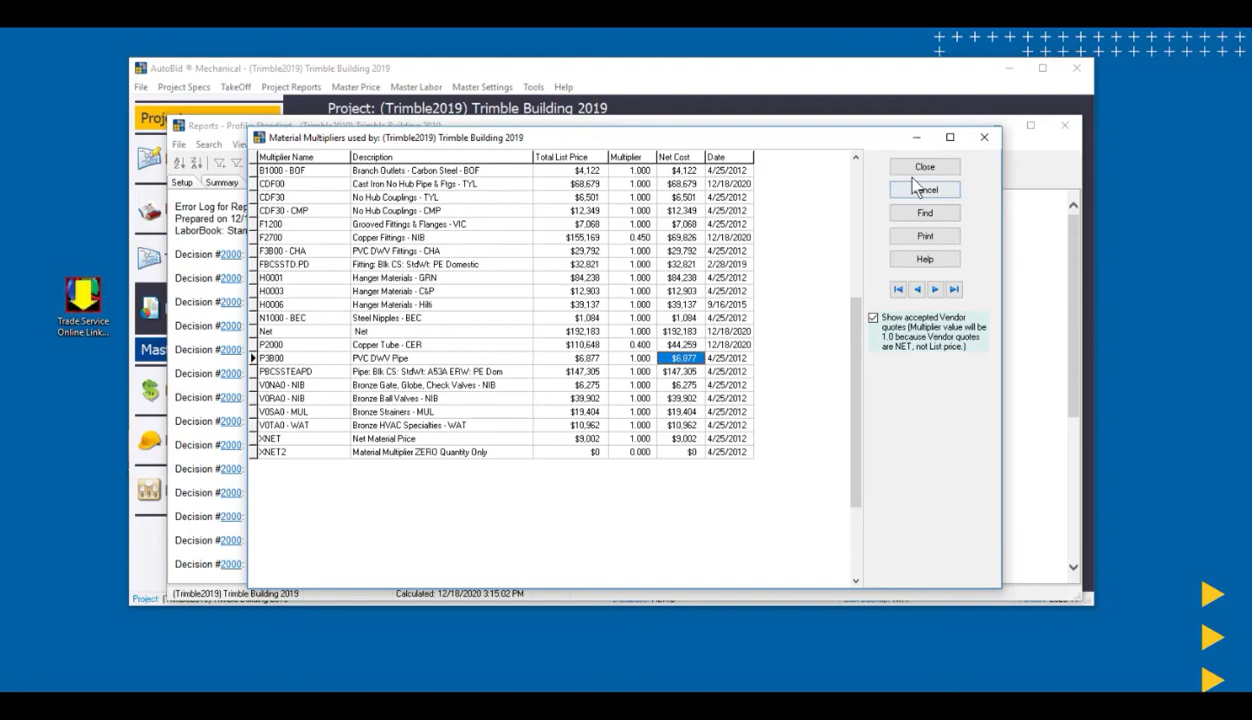 AutoBid ® Mechanical - (Trimble2019) Trimble Building 2019
File Project Specs TakeOff Project Reports Master Price Master Labor Master Settings Tools Help
Project: (Trimble2019) Trimble Building 2019
File Search
Setup Summary
Error Log for
Prepared on 12/
Decision #2000:
Decision #2000:
Decision #2000:
Decision #2000:
Decision #2000:
Decision #2000:
Decision #2000:
Decision #2000:
Decision #2000:
Decision #2000:
Decision #2000:
Decision #2000:
Decision #2000:
Decision #2000:
Material Multipliers used by: (Trimble2019) Trimble Building 2019
Multiplier Name Description Total List Price Multiplier Net Cost Date
B1000 - BOF Branch Outlets - Carbon Steel - BOF $4,122 1.000 $4,122 4/25/2012
CDF00 Cast Iron No Hub Pipe & Ftgs - TYL $68,679 1.000 $68,679 12/18/2020
CDF30 No Hub Couplings - TYL $6,501 1.000 $6,501 4/25/2012
CDF30 - CMP No Hub Couplings - CMP $12,349 1.000 $12,349 4/25/2012
F1200 Grooved Fittings & Flanges - VIC $7,068 1.000 $7,068 4/25/2012
F2700 Copper Fittings - NIB $155,169 0.450 $69,826 12/18/2020
F3B00 - CHA PVC DWV Fittings - CHA $29,792 1.000 $29,792 4/25/2012
FBCSSTD.PD Fitting: Blk CS: StdWt: PE Domestic $32,821 1.000 $32,821 2/28/2019
H0001 Hanger Materials - GRN $84,238 1.000 $84,238 4/25/2012
H0003 Hanger Materials - C&P $12,903 1.000 $12,903 4/25/2012
H0006 Hanger Materials - Hilti $39,137 1.000 $39,137 9/16/2015
N1000 - BEC Steel Nipples - BEC $1,084 1.000 $1,084 4/25/2012
Net Net $192,183 1.000 $192,183 4/25/2012
P2000 Copper Tube - CER $110,648 0.400 $44,259 12/18/2020
P3B00 PVC DWV Pipe $6,877 1.000 $6,877 4/25/2012
PBCSSTEAPD Pipe: Blk CS: StdWt: A53A ERW: PE Dom $147,305 1.000 $147,305 4/25/2012
V0NA0 - NIB Bronze Gate, Globe, Check Valves - NIB $6,275 1.000 $6,275 4/25/2012
V0RA0 - NIB Bronze Ball Valves - NIB $39,902 1.000 $39,902 4/25/2012
V0SA0 - MUL Bronze Strainers - MUL $19,404 1.000 $19,404 4/25/2012
V0TA0 - WAT Bronze HVAC Specialties - WAT $10,962 1.000 $10,962 4/25/2012
XNET Net Material Price $9,002 1.000 $9,002 4/25/2012
XNET2 Material Multiplier ZERO Quantity Only $0 0.000 $0 4/25/2012
Close
Find
Print
Help
Show accepted Vendor
quotes (Multiplier value will
be 1.0 because Vendor quotes
are NET, not List price.)
Trade Service
Online Link...
(Trimble2019) Trimble Building 2019 Calculated: 12/18/2020 3:15:02 PM
Project: